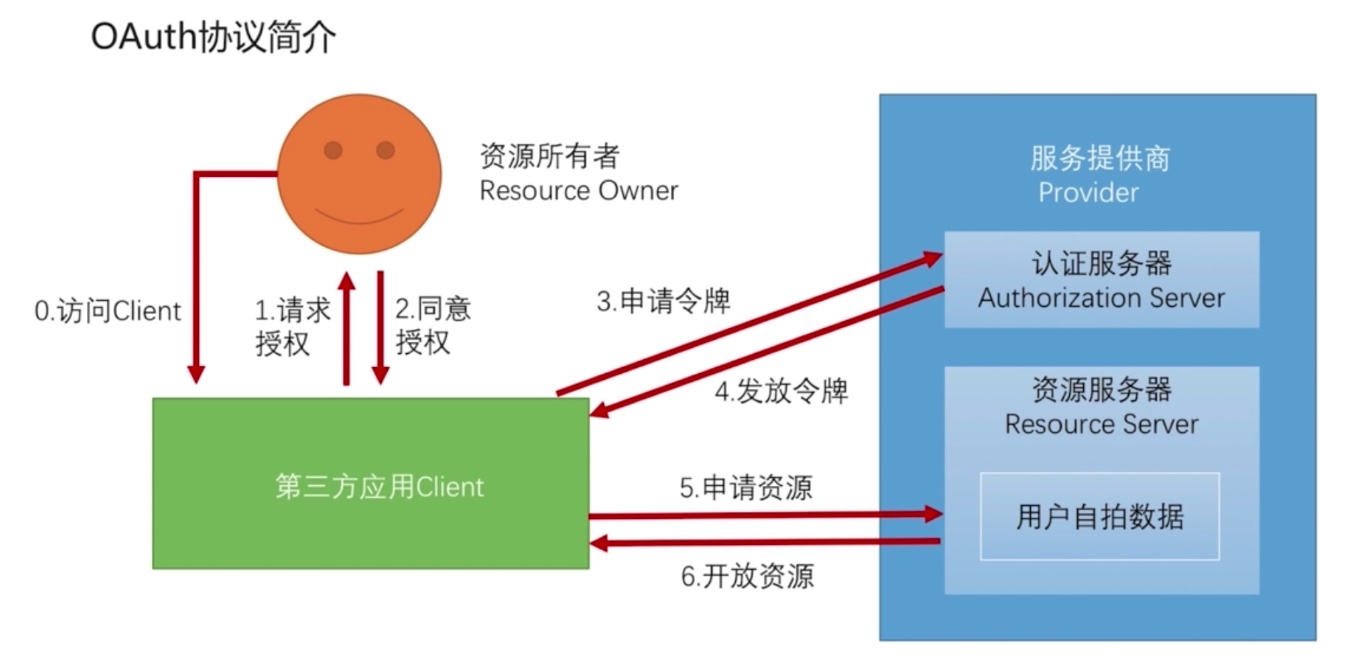 OAuth协议简介
资源所有者
Resource Owner
服务提供商
Provider
认证服务器
Authorization Server
0.访问Client
1.请求
授权
2.同意
授权
3.申请令牌
4.发放令牌
资源服务器
Resource Server
用户自拍数据
第三方应用Client
5.申请资源
6.开放资源